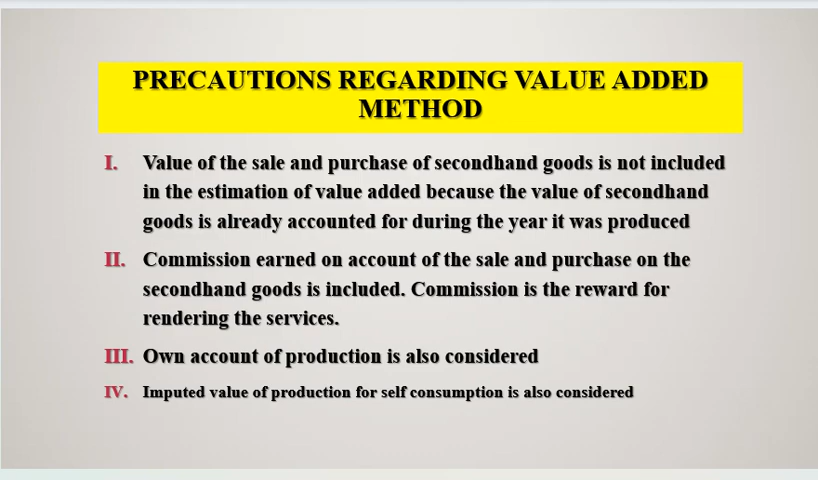 PRECAUTIONS REGARDING VALUE ADDED
METHOD
I. Value of the sale and purchase of secondhand goods is not included
in the estimation of value added because the value of secondhand
goods is already accounted for during the year it was produced
II. Commission earned on account of the sale and purchase on the
secondhand goods is included. Commission is the reward for
rendering the services.
III. Own account of production is also considered
IV. Imputed value of production for self consumption is also considered